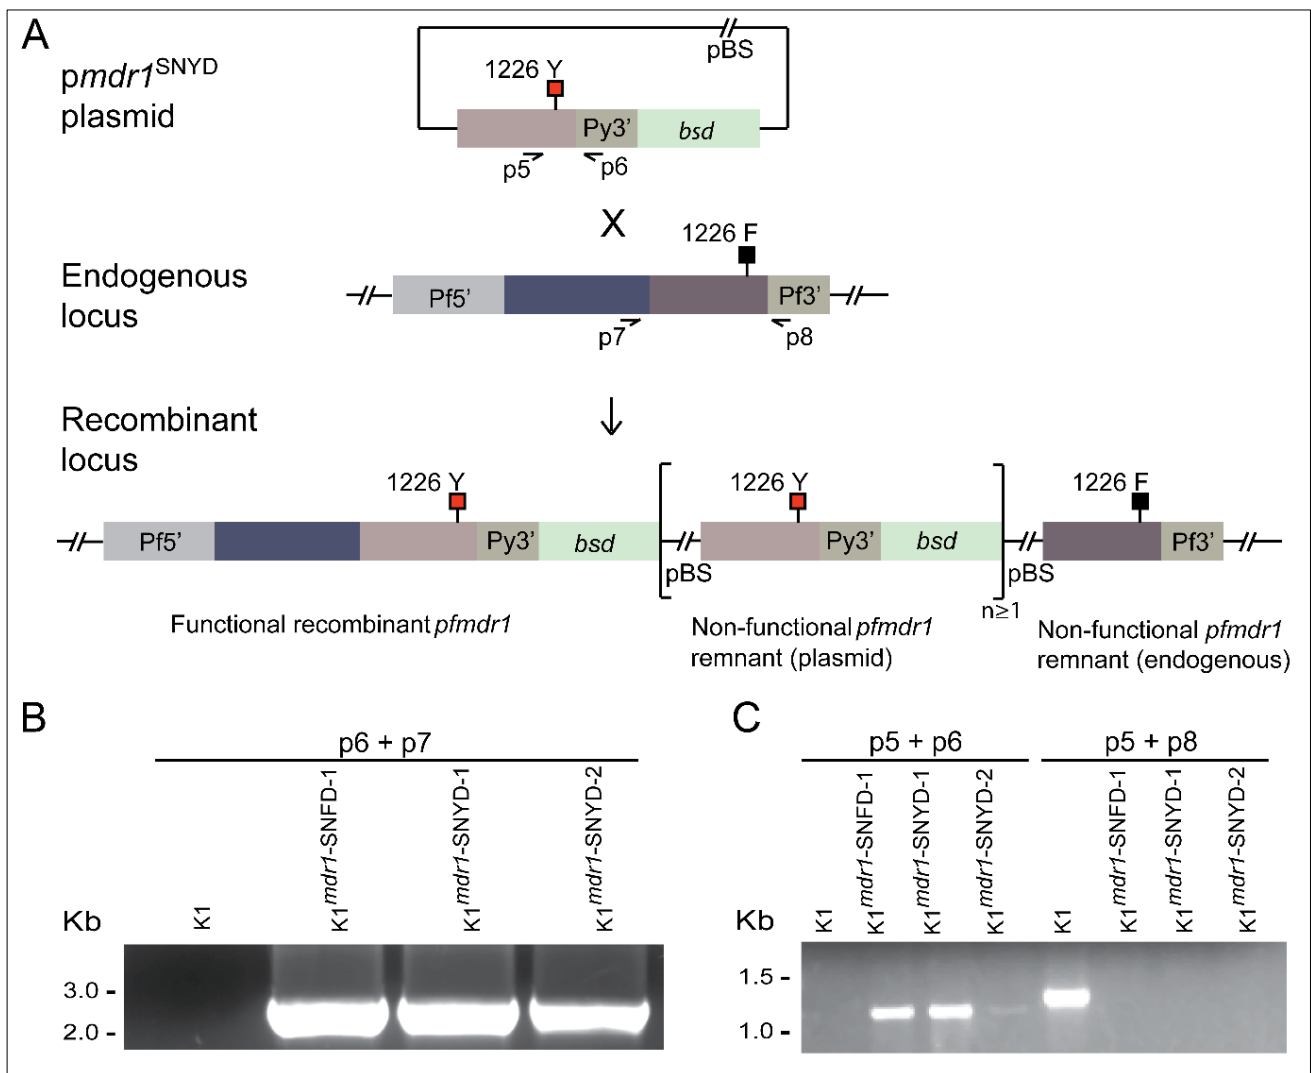 A
pmdr1SNYD
plasmid
pBS
1226 Y
Py3'
bsd
p5
p6
X
1226 F
Endogenous
locus
Pf5'
Pf3'
p7
p8
Recombinant
locus
1226 Y
1226 Y
1226 F
Pf5'
Py3'
bsd
pBS
Py3'
bsd
pBS
Pf3'
n≥1
Functional recombinant pfmdr1
Non-functional pfmdr1
remnant (plasmid)
Non-functional pfmdr1
remnant (endogenous)
B
p6 + p7
K1
K1mdr1-SNFD-1
K1mdr1-SNYD-1
K1mdr1-SNYD-2
Kb
3.0 -
2.0 -
C
p5 + p6
p5 + p8
K1
K1mdr1-SNFD-1
K1mdr1-SNYD-1
K1mdr1-SNYD-2
K1
K1mdr1-SNFD-1
K1mdr1-SNYD-1
K1mdr1-SNYD-2
Kb
1.5 -
1.0 -